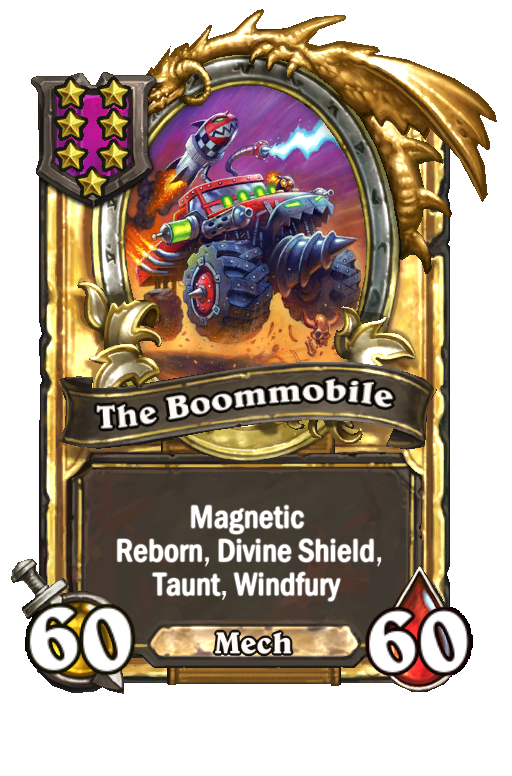 The Boommobile
Magnetic
Reborn, Divine Shield,
Taunt, Windfury
60
Mech
60